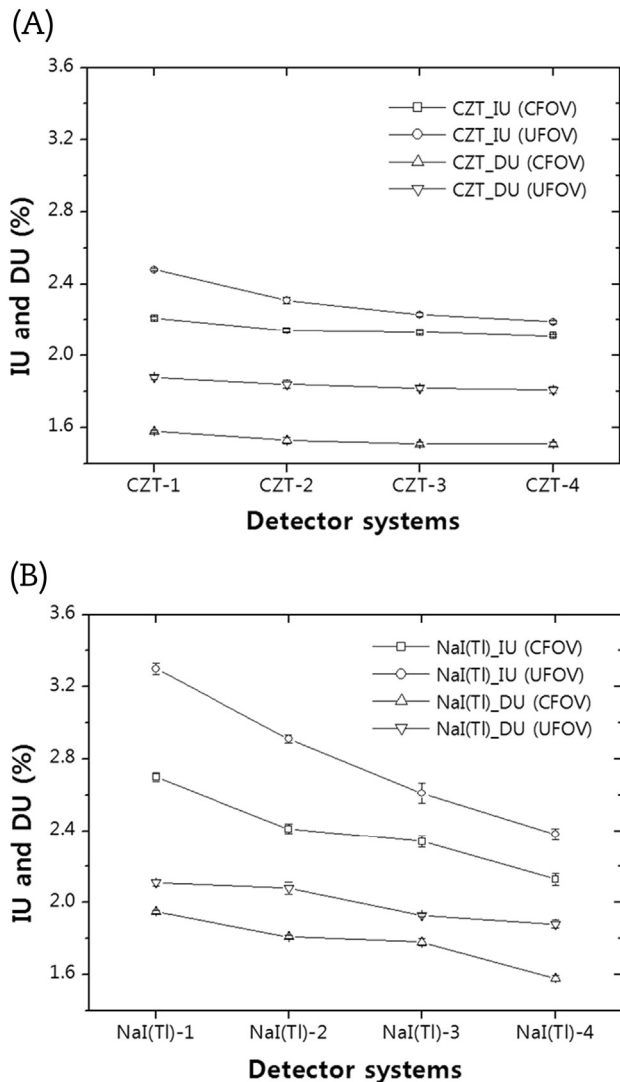 (A)
3.6
3.2
2.8
2.4
2.0
1.6
IU and DU (%)
CZT_IU (CFOV)
CZT_IU (UFOV)
CZT_DU (CFOV)
CZT_DU (UFOV)
CZT-1 CZT-2 CZT-3 CZT-4
Detector systems
(B)
3.6
3.2
2.8
2.4
2.0
1.6
IU and DU (%)
NaI(Tl)_IU (CFOV)
NaI(Tl)_IU (UFOV)
NaI(Tl)_DU (CFOV)
NaI(Tl)_DU (UFOV)
NaI(Tl)-1 NaI(Tl)-2 NaI(Tl)-3 NaI(Tl)-4
Detector systems